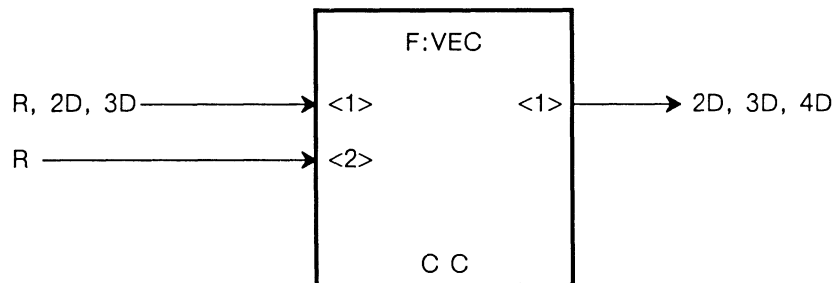 F:VEC
R, 2D, 3D <1> <1> 2D, 3D, 4D
R <2>
C C